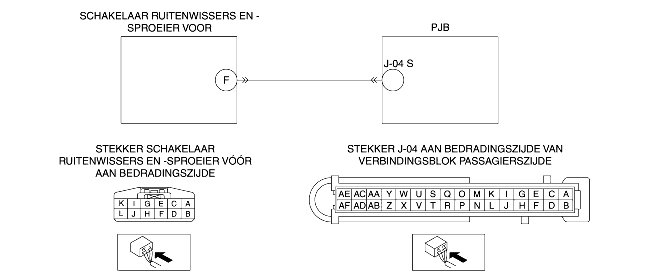 SCHAKELAAR RUITENWISSERS EN -
SPROEIER VOOR
PJB
F
J-04 S
STEKKER SCHAKELAAR
RUITENWISSERS EN -SPROEIER VÓÓR
AAN BEDRADINGSZIJDE
STEKKER J-04 AAN BEDRADINGSZIJDE VAN
VERBINDINGSBLOK PASSAGIERSZIJDE
K I G E C A
L J H F D B
AE AC AA Y W U S Q O M K I G E C A
AF AD AB Z X V T R P N L J H F D B